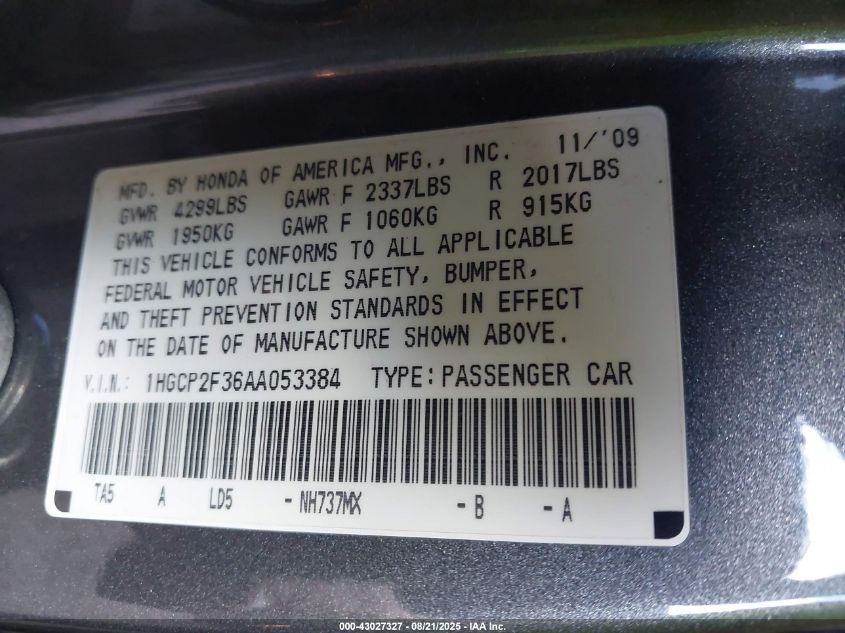 MFD. BY HONDA OF AMERICA MFG., INC. 11/'09
GVWR 4299LBS GAWR F 2337LBS R 2017LBS
GVWR 1950KG GAWR F 1060KG R 915KG
THIS VEHICLE CONFORMS TO ALL APPLICABLE
FEDERAL MOTOR VEHICLE SAFETY, BUMPER,
AND THEFT PREVENTION STANDARDS IN EFFECT
ON THE DATE OF MANUFACTURE SHOWN ABOVE.
V.I.N.: 1HGCP2F36AA053384 TYPE:PASSENGER CAR
TA5 A LD5 -NH737MX -B -A
000-43027327 - 08/21/2025 - IAA Inc.